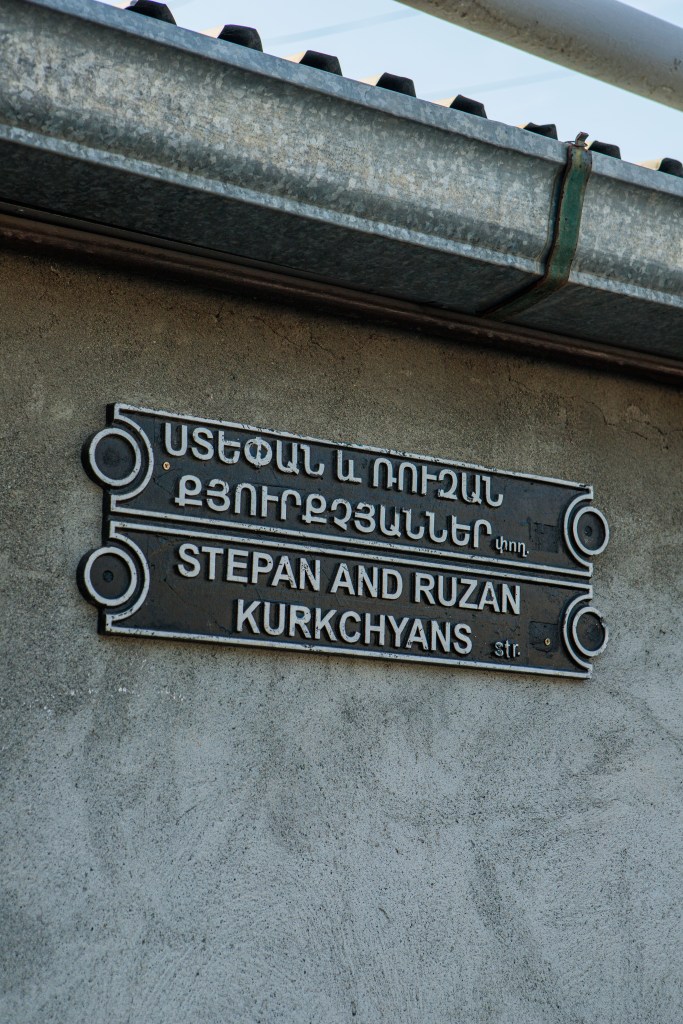 ՍՏԵՓԱՆ և ՌՈՒԶԱՆ
ՔՅՈՒՐՔՉՅԱՆՆԵՐ փող.
STEPAN AND RUZAN
KURKCHYANS str.